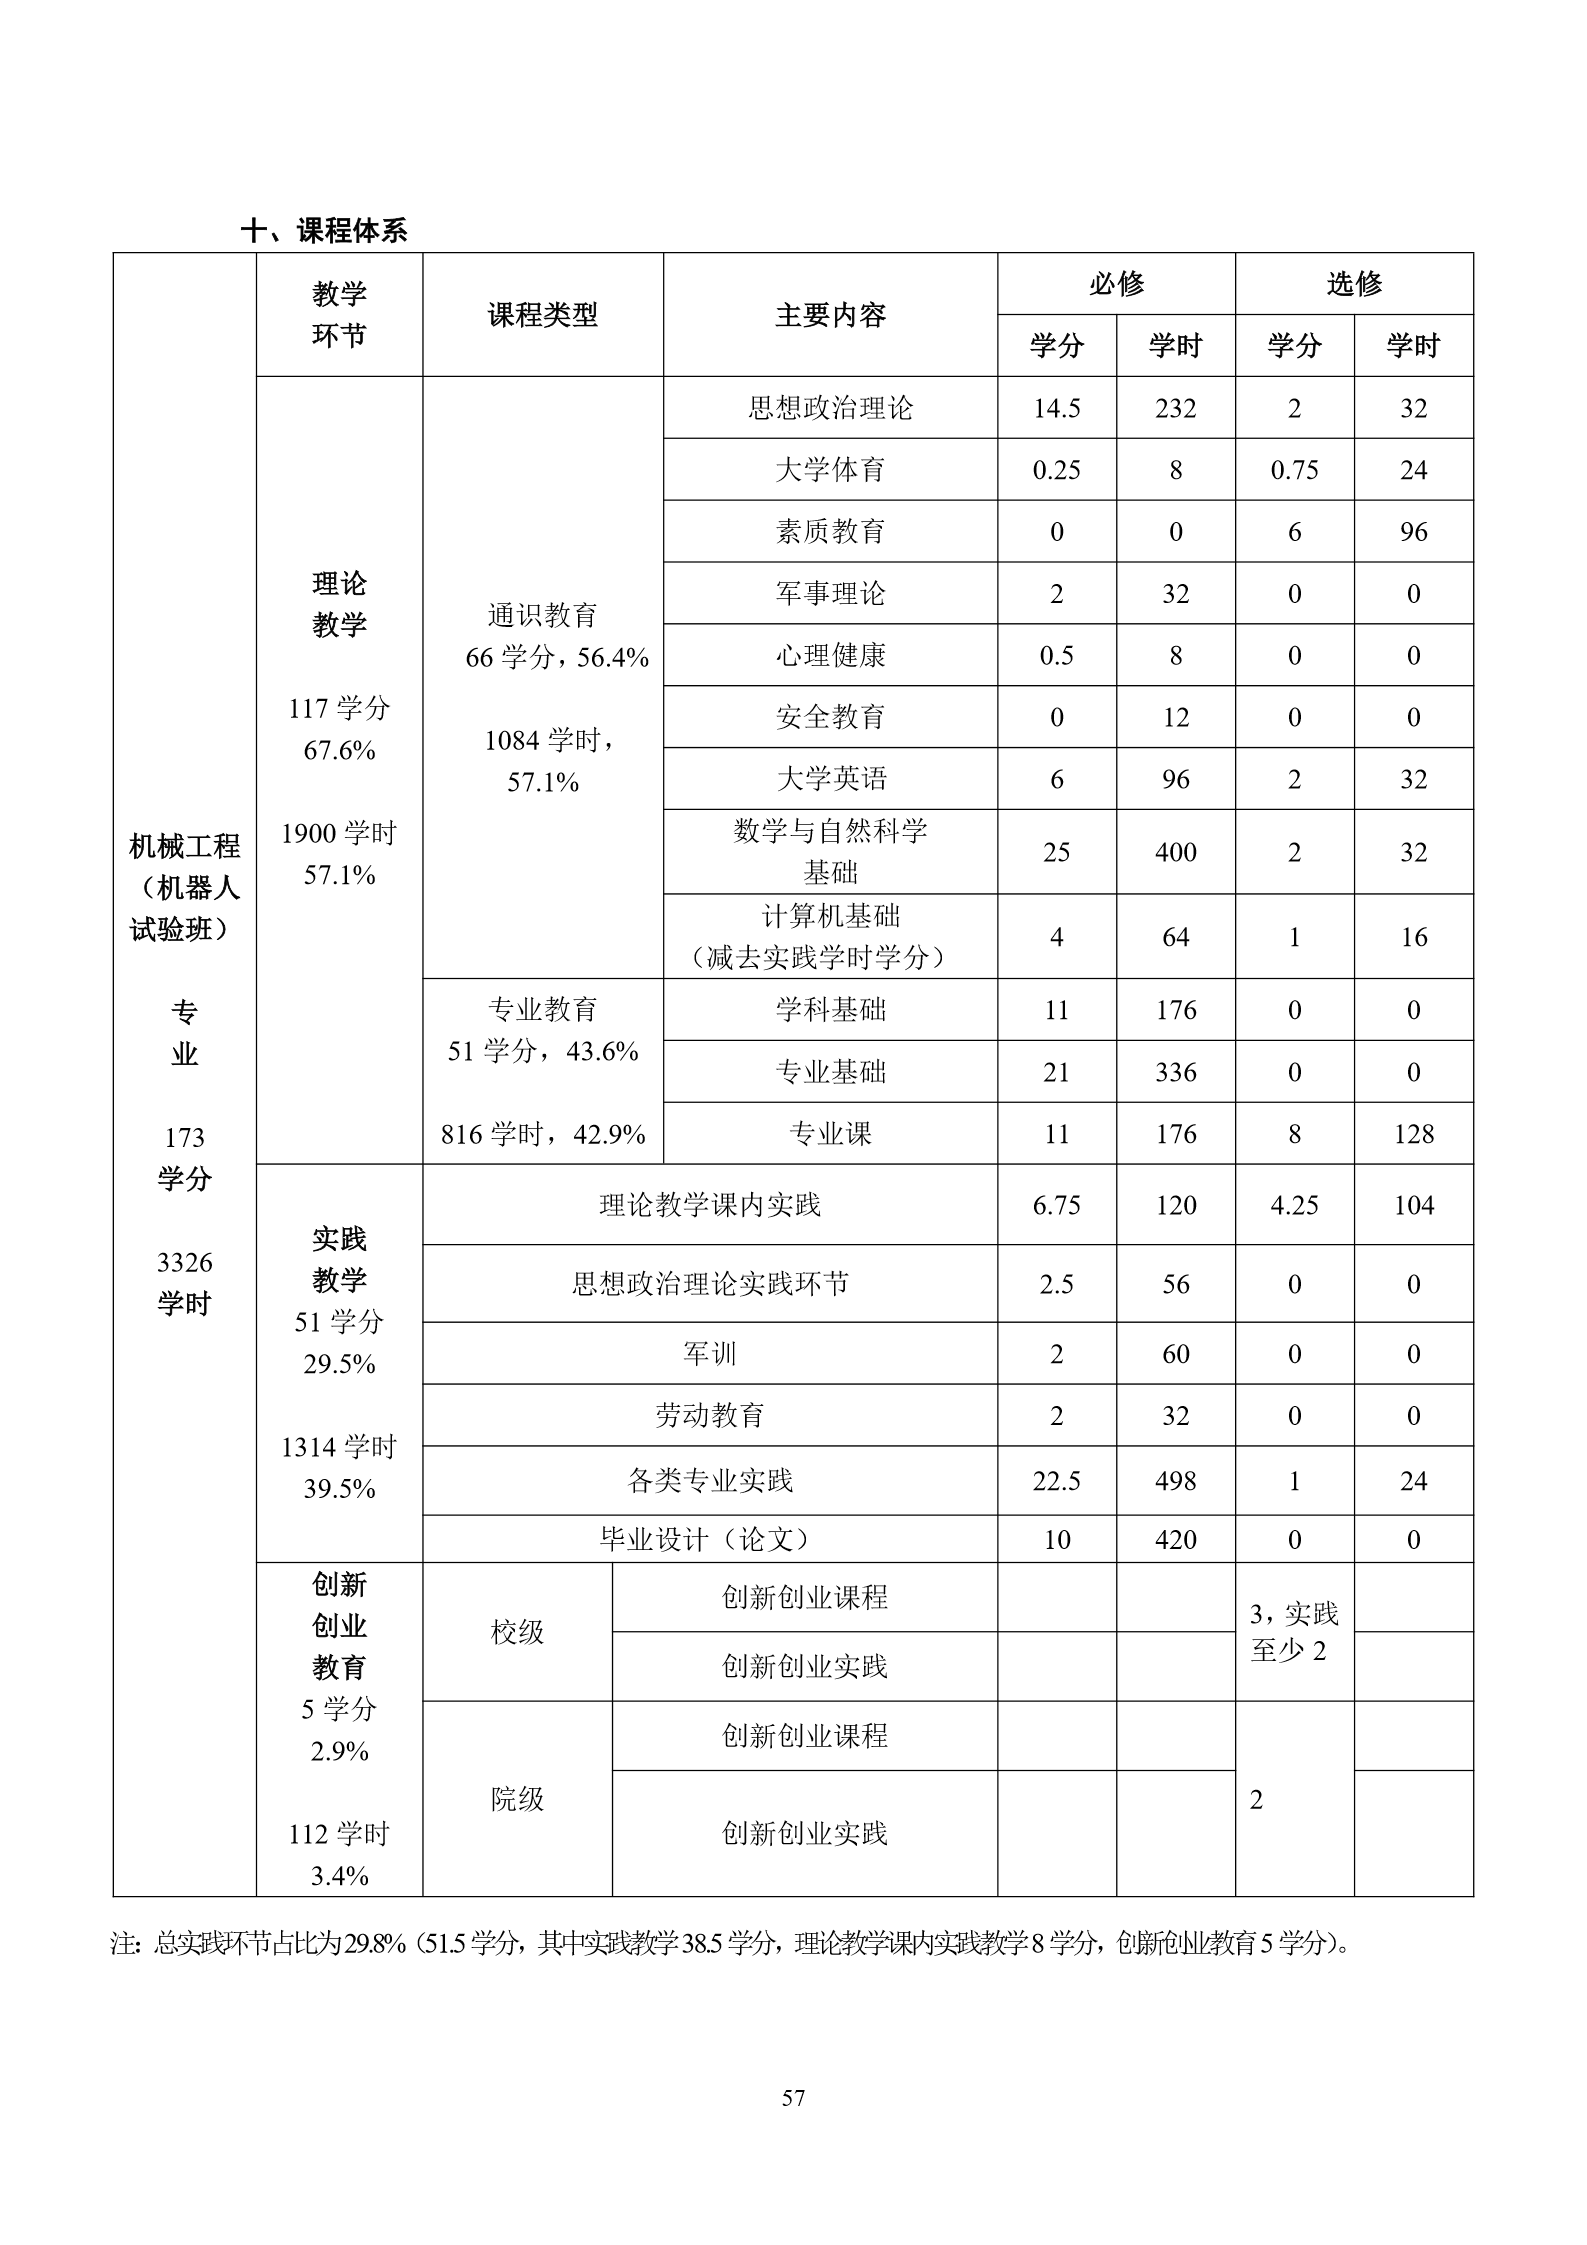 十、课程体系
教学
环节
课程类型
主要内容
必修
选修
学分
学时
学分
学时
机械工程
（机器人
试验班）
专
业
173
学分
3326
学时
理论
教学
117 学分
67.6%
1900 学时
57.1%
通识教育
66 学分，56.4%
1084 学时，
57.1%
思想政治理论 14.5 232 2 32
大学体育 0.25 8 0.75 24
素质教育 0 0 6 96
军事理论 2 32 0 0
心理健康 0.5 8 0 0
安全教育 0 12 0 0
大学英语 6 96 2 32
数学与自然科学
基础
25 400 2 32
计算机基础
（减去实践学时学分）
4 64 1 16
专业教育
51 学分，43.6%
816 学时，42.9%
学科基础 11 176 0 0
专业基础 21 336 0 0
专业课 11 176 8 128
实践
教学
51 学分
29.5%
1314 学时
39.5%
理论教学课内实践 6.75 120 4.25 104
思想政治理论实践环节 2.5 56 0 0
军训 2 60 0 0
劳动教育 2 32 0 0
各类专业实践 22.5 498 1 24
毕业设计（论文） 10 420 0 0
创新
创业
教育
5 学分
2.9%
112 学时
3.4%
校级
创新创业课程
创新创业实践
3，实践
至少 2
院级
创新创业课程
创新创业实践
2
注：总实践环节占比为 29.8%（51.5 学分，其中实践教学 38.5 学分，理论教学课内实践教学 8 学分，创新创业教育 5 学分）。
57